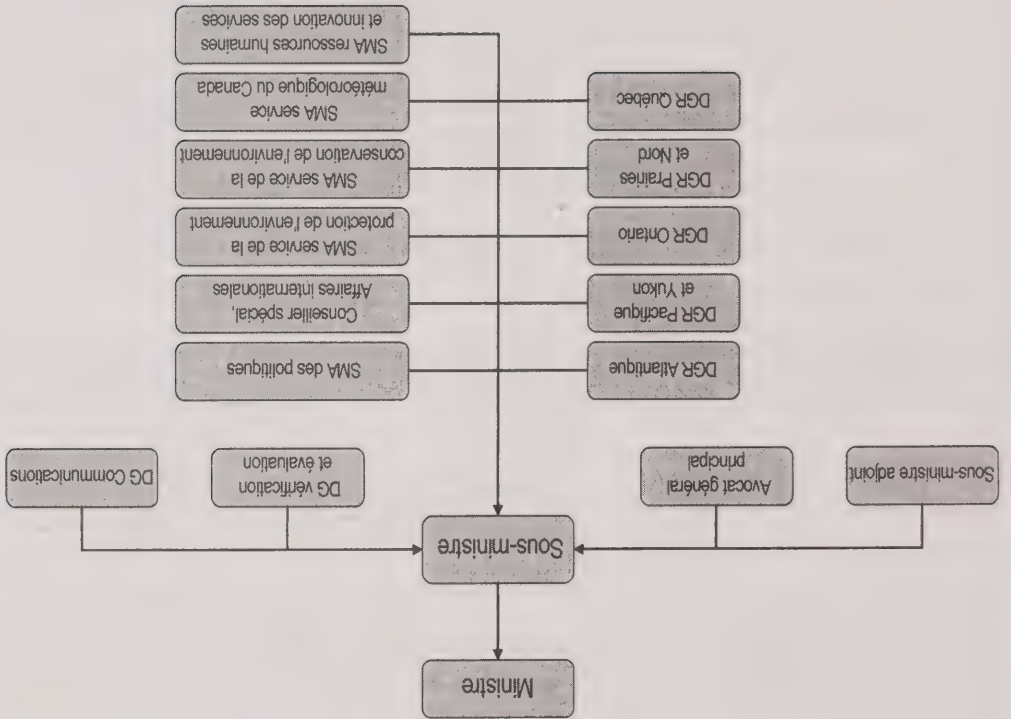 Ministre
Sous-ministre
Sous-ministre adjoint
Avocat général
principal
DG vérification
et évaluation
DG Communications
DGR Atlantique
SMA des politiques
DGR Pacifique
et Yukon
Conseiller spécial,
Affaires internationales
DGR Ontario
SMA service de la
protection de l'environnement
DGR Prairies
et Nord
SMA service de la
conservation de l'environnement
DGR Québec
SMA service
météorologique du Canada
SMA ressources humaines
et innovation des services